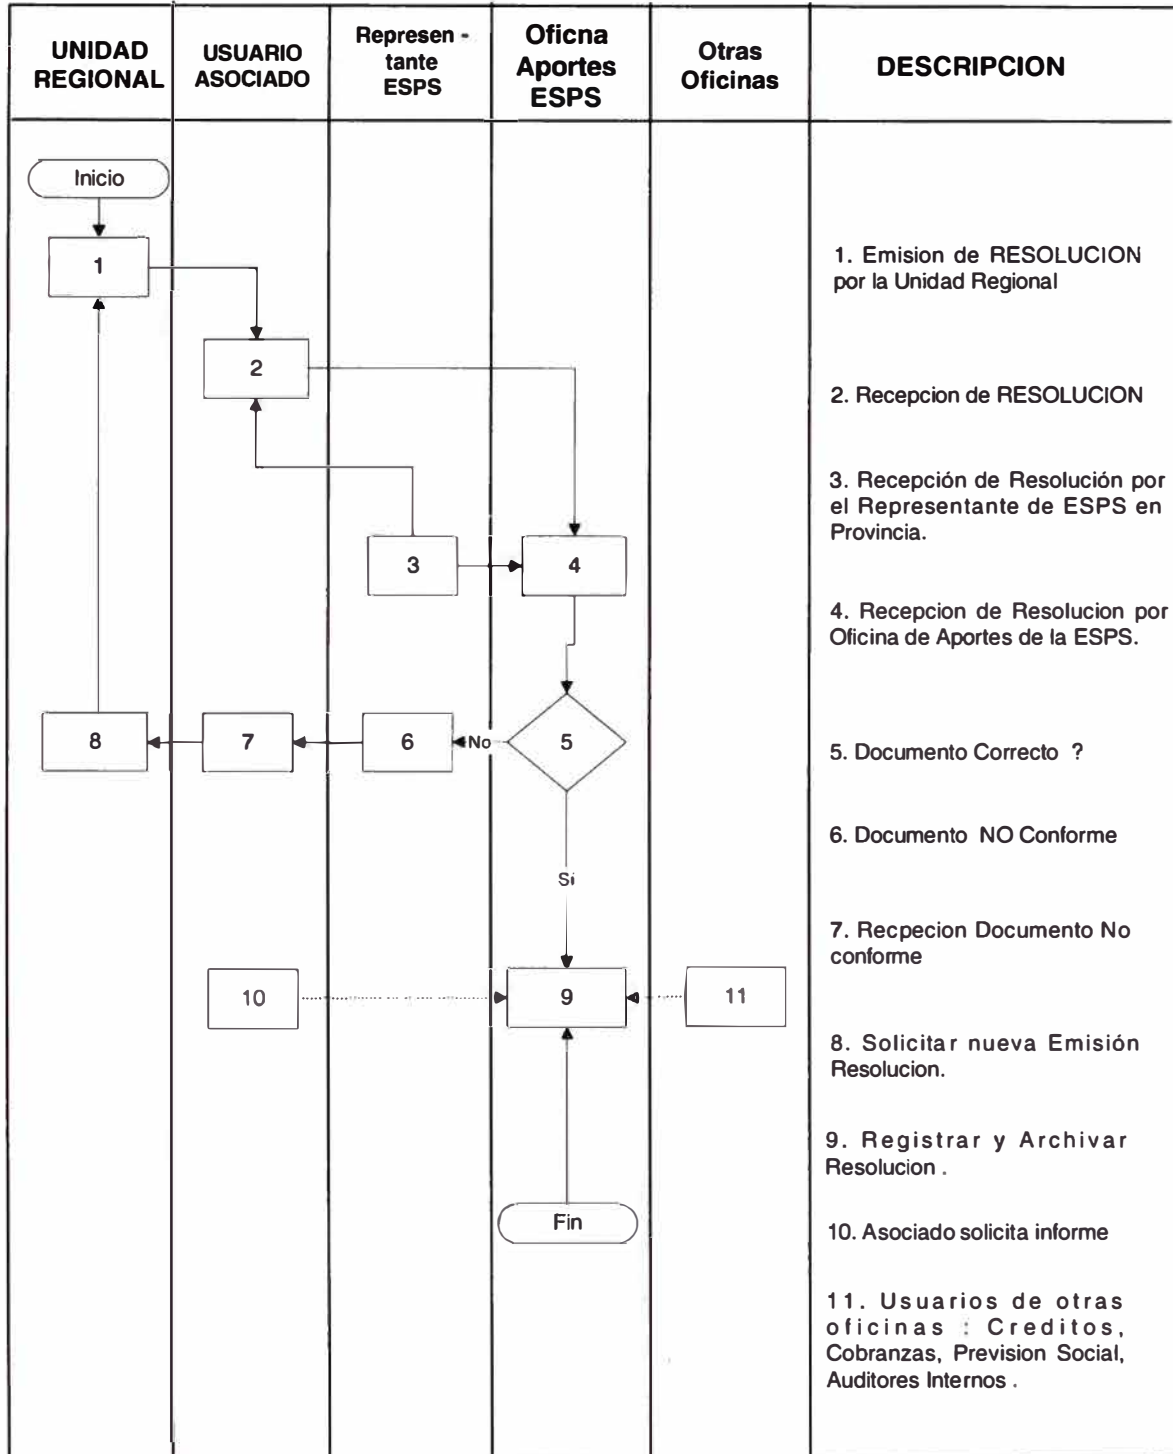 UNIDAD
REGIONAL
USUARIO
ASOCIADO
Represen -
tante
ESPS
Oficna
Aportes
ESPS
Otras
Oficinas
DESCRIPCION
Inicio
1
1. Emision de RESOLUCION
por la Unidad Regional
2
2. Recepcion de RESOLUCION
3. Recepción de Resolución por
el Representante de ESPS en
Provincia.
3
4
4. Recepcion de Resolucion por
Oficina de Aportes de la ESPS.
8
7
6
No
5
5. Documento Correcto ?
6. Documento NO Conforme
Si
7. Recpecion Documento No
conforme
10
9
11
8. Solicitar nueva Emisión
Resolucion.
9. Registrar y Archivar
Resolucion .
Fin
10. Asociado solicita informe
11. Usuarios de otras
oficinas : Creditos,
Cobranzas, Prevision Social,
Auditores Internos .